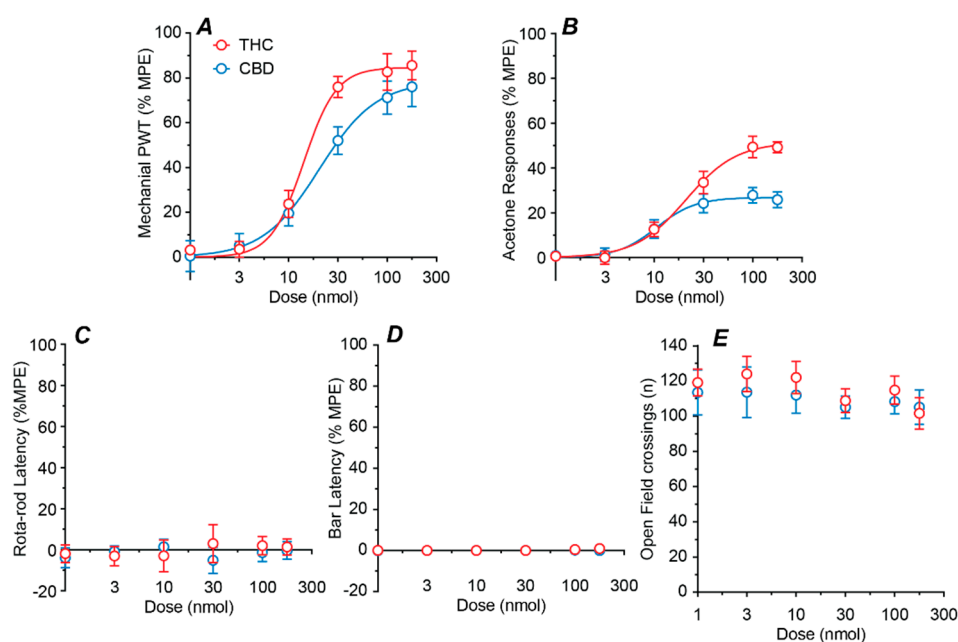 A
THC
CBD
Mechanial PWT (% MPE)
100
80
60
40
20
0
3 10 30 100 300
Dose (nmol)
B
Acetone Responses (% MPE)
100
80
60
40
20
0
3 10 30 100 300
Dose (nmol)
C
Rota-rod Latency (%MPE)
100
80
60
40
20
0
-20
3 10 30 100 300
Dose (nmol)
D
Bar Latency (% MPE)
100
80
60
40
20
0
-20
3 10 30 100 300
Dose (nmol)
E
Open Field crossings (n)
140
120
100
80
60
40
20
0
1 3 10 30 100 300
Dose (nmol)